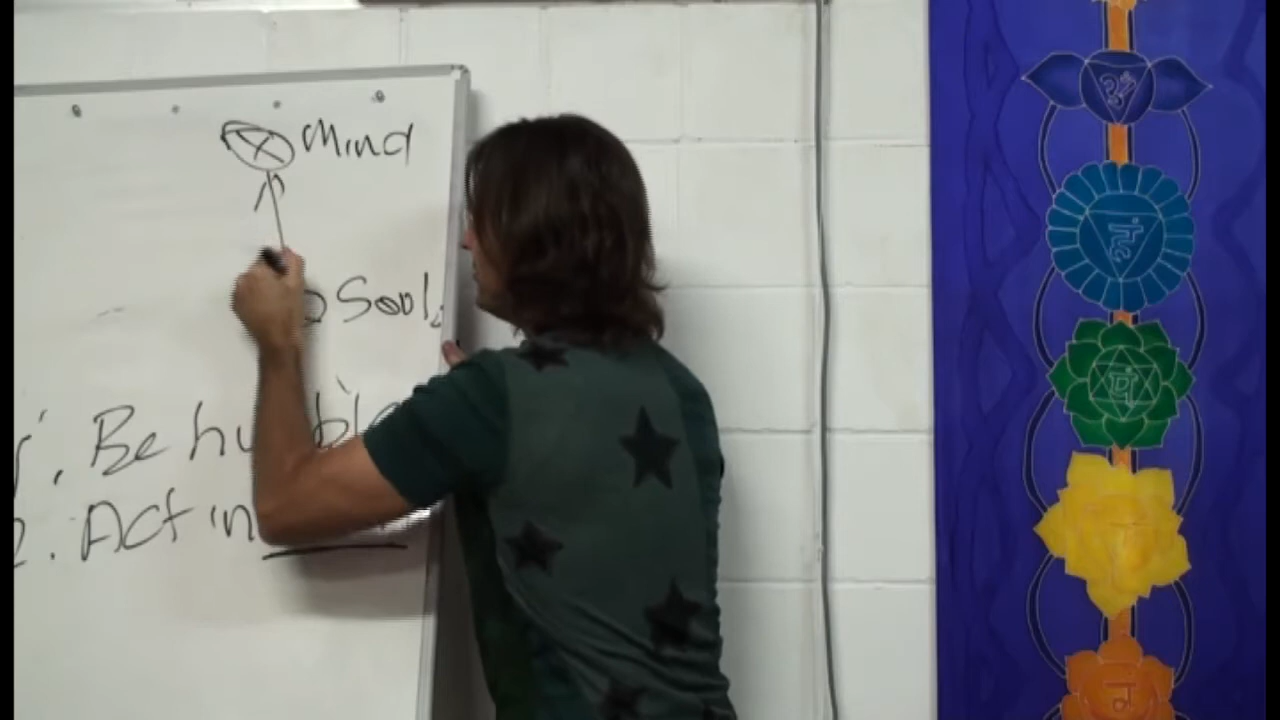 Mind
Soul
1. Be humble
2. Act in
ॐ
हं
यं